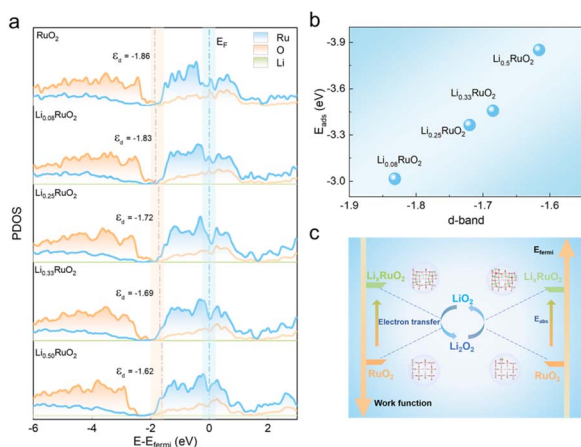 a
RuO2
εd = -1.86
EF
Ru
O
Li
Li0.08RuO2
εd = -1.83
Li0.25RuO2
εd = -1.72
Li0.33RuO2
εd = -1.69
Li0.50RuO2
εd = -1.62
PDOS
-6 -4 -2 0 2
E-Efermi (eV)
b
-3.9
-3.6
-3.3
-3.0
Eads (eV)
Li0.5RuO2
Li0.33RuO2
Li0.25RuO2
Li0.08RuO2
-1.9 -1.8 -1.7 -1.6
d-band
c
Efermi
LixRuO2
LixRuO2
LiO2
Electron transfer
Eabs
Li2O2
RuO2
RuO2
Work function